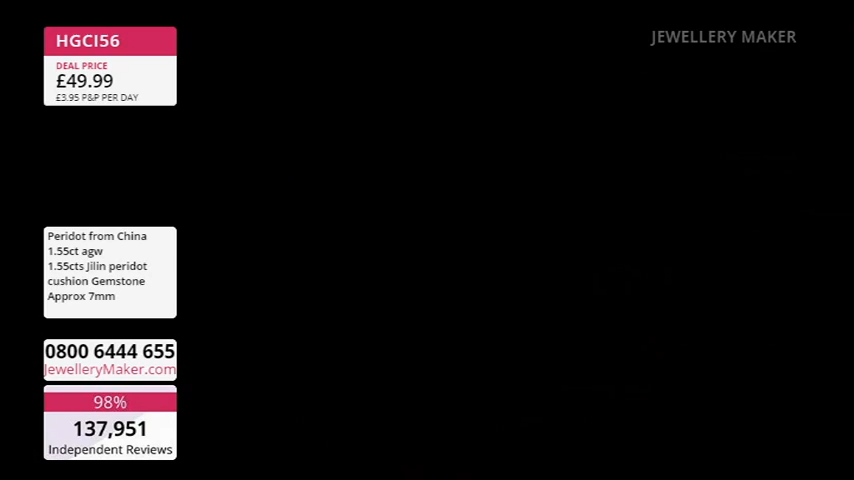 HGCI56
JEWELLERY MAKER
DEAL PRICE
£49.99
£3.95 P&P PER DAY
Peridot from China
1.55ct agw
1.55cts Jilin peridot
cushion Gemstone
Approx 7mm
0800 6444 655
JewelleryMaker.com
98%
137,951
Independent Reviews